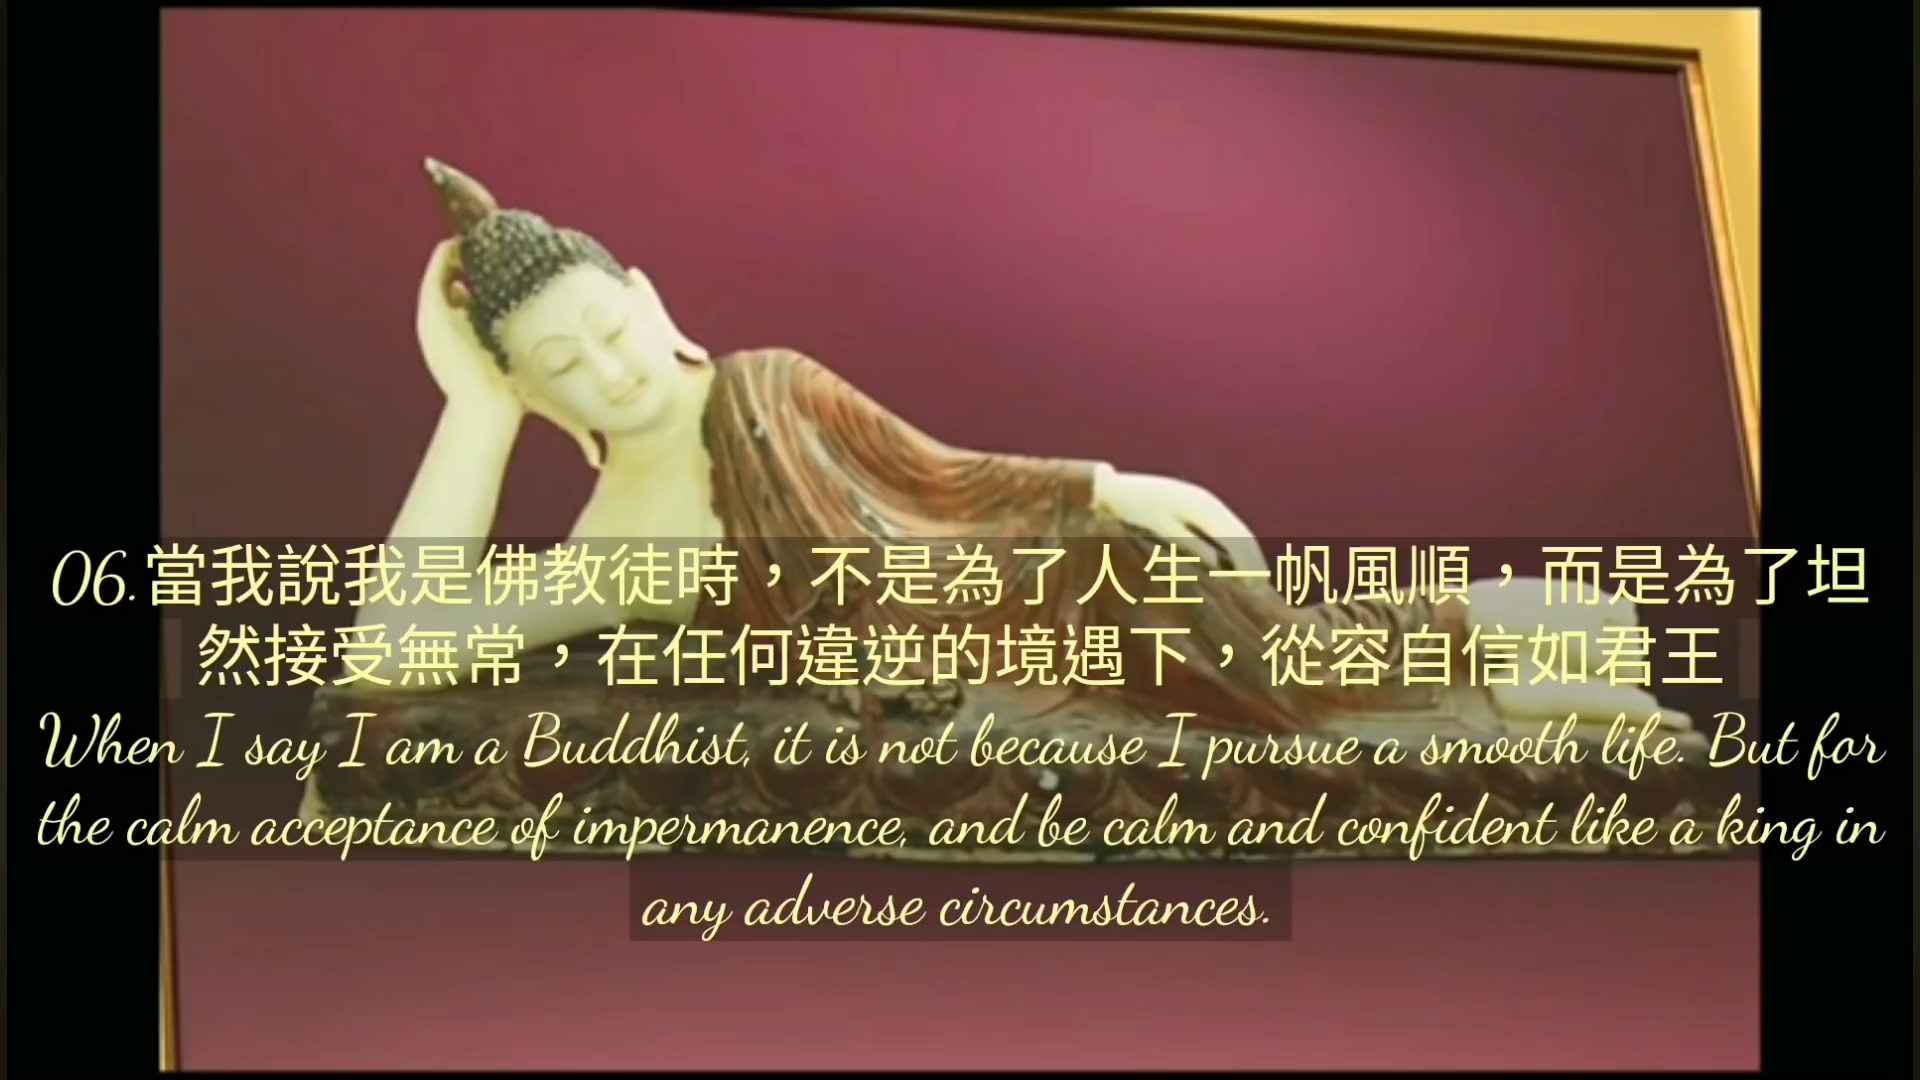 06.當我說我是佛教徒時，不是為了人生一帆風順，而是為了坦
然接受無常，在任何違逆的境遇下，從容自信如君王
When I say I am a Buddhist, it is not because I pursue a smooth life. But for
the calm acceptance of impermanence, and be calm and confident like a king in
any adverse circumstances.